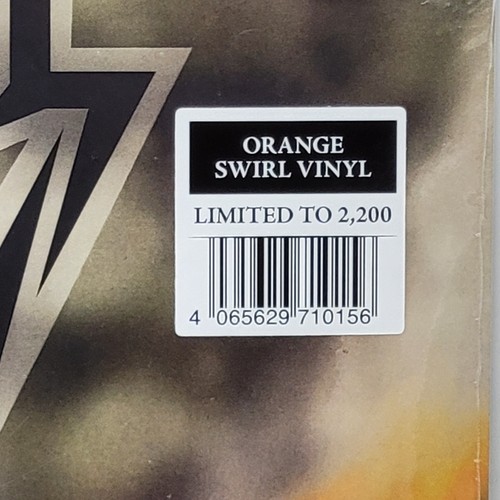 ORANGE
SWIRL VINYL
LIMITED TO 2,200
4 065629 710156